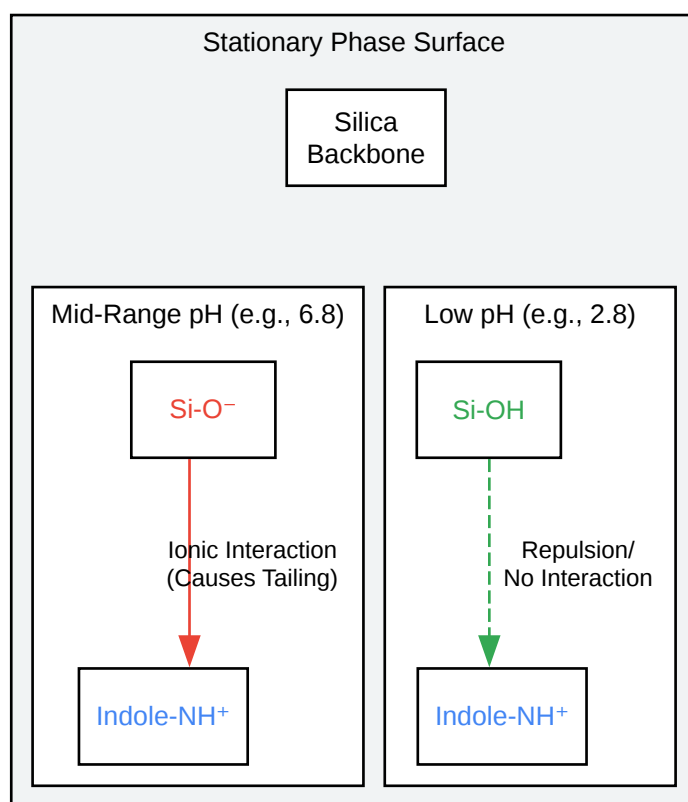 Stationary Phase Surface
Silica
Backbone
Mid-Range pH (e.g., 6.8)
Si-O⁻
Ionic Interaction
(Causes Tailing)
Indole-NH⁺
Low pH (e.g., 2.8)
Si-OH
Repulsion/
No Interaction
Indole-NH⁺